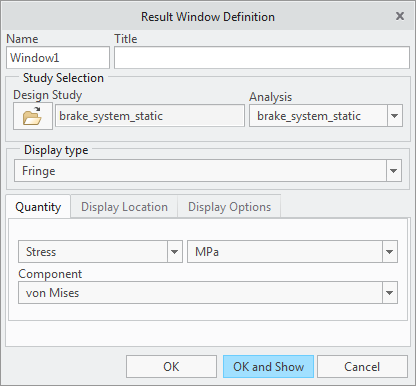 Result Window Definition
Name Title
Window1
Study Selection
Design Study Analysis
brake_system_static brake_system_static
Display type
Fringe
Quantity Display Location Display Options
Stress MPa
Component
von Mises
OK OK and Show Cancel